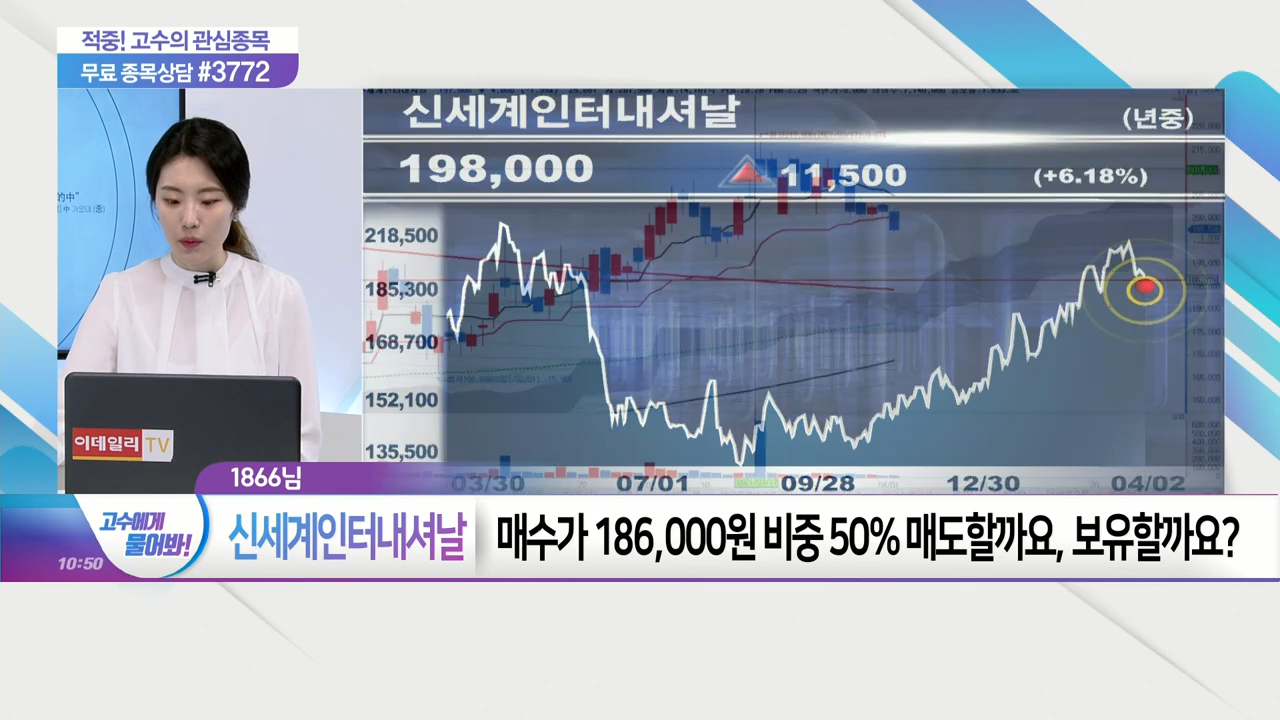 적중! 고수의 관심종목
무료 종목상담 #3772
신세계인터내셔날
(년중)
198,000
11,500
(+6.18%)
218,500
185,300
168,700
152,100
135,500
03/30
07/01
09/28
12/30
04/02
이데일리 TV
1866님
고수에게
물어봐!
10:50
신세계인터내셔날
매수가 186,000원 비중 50% 매도할까요, 보유할까요?